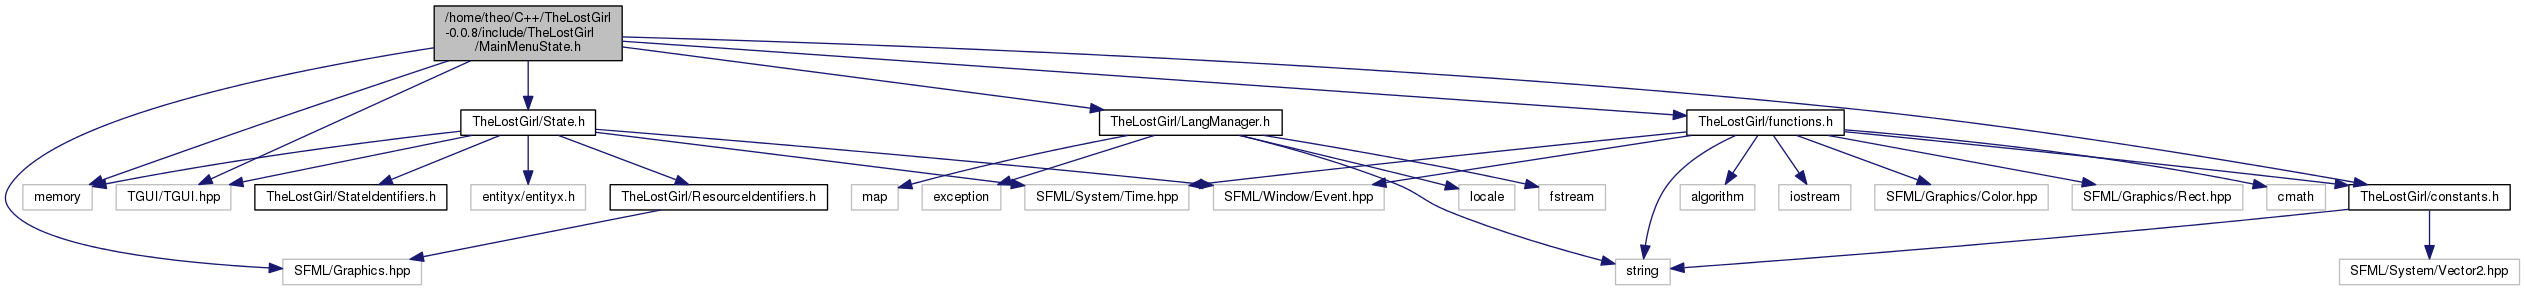 /home/theo/C++/TheLostGirl
-0.0.8/include/TheLostGirl
/MainMenuState.h
TheLostGirl/State.h
TheLostGirl/LangManager.h
TheLostGirl/functions.h
memory
TGUI/TGUI.hpp
TheLostGirl/StateIdentifiers.h
entityx/entityx.h
TheLostGirl/ResourceIdentifiers.h
map
exception
SFML/System/Time.hpp
SFML/Window/Event.hpp
locale
fstream
algorithm
iostream
SFML/Graphics/Color.hpp
SFML/Graphics/Rect.hpp
cmath
TheLostGirl/constants.h
SFML/Graphics.hpp
string
SFML/System/Vector2.hpp